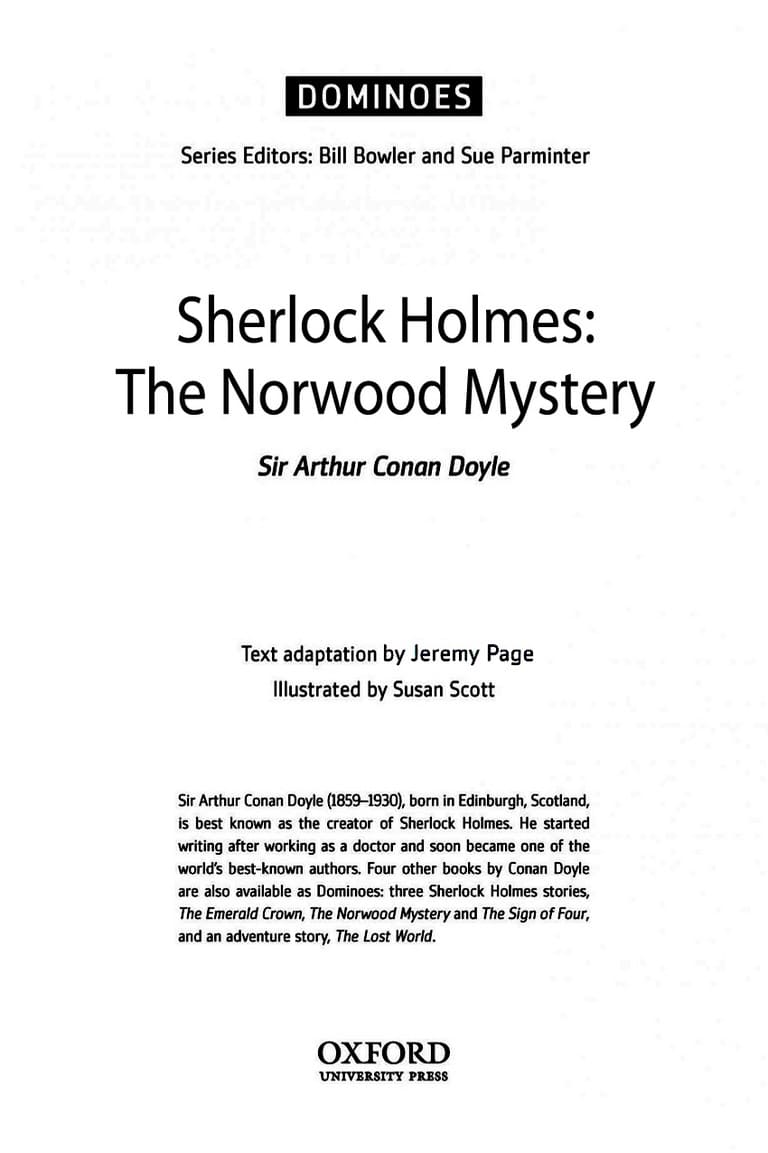 DOMINOES
Series Editors: Bill Bowler and Sue Parminter
Sherlock Holmes:
The Norwood Mystery
Sir Arthur Conan Doyle
Text adaptation by Jeremy Page
Illustrated by Susan Scott
Sir Arthur Conan Doyle (1859–1930), born in Edinburgh, Scotland,
is best known as the creator of Sherlock Holmes. He started
writing after working as a doctor and soon became one of the
world's best-known authors. Four other books by Conan Doyle
are also available as Dominoes: three Sherlock Holmes stories,
The Emerald Crown, The Norwood Mystery and The Sign of Four,
and an adventure story, The Lost World.
OXFORD
UNIVERSITY PRESS